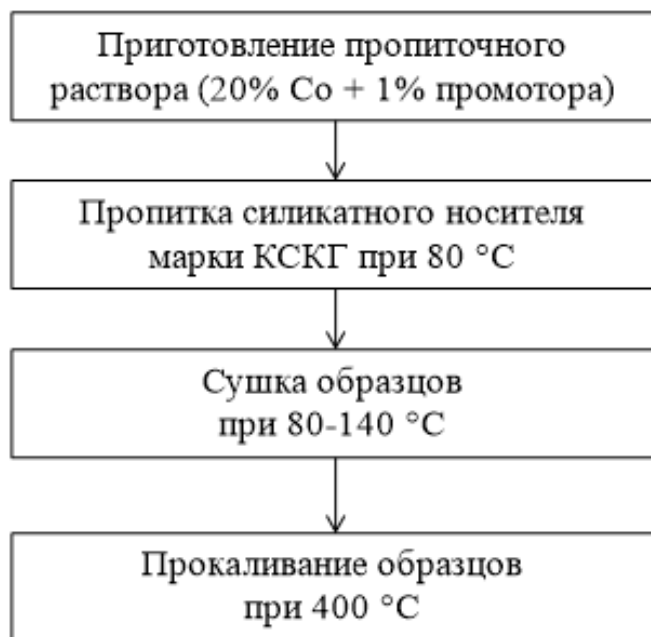 Приготовление пропиточного
раствора (20% Co + 1% промотора)
Пропитка силикатного носителя
марки КСКГ при 80 °C
Сушка образцов
при 80-140 °C
Прокаливание образцов
при 400 °C